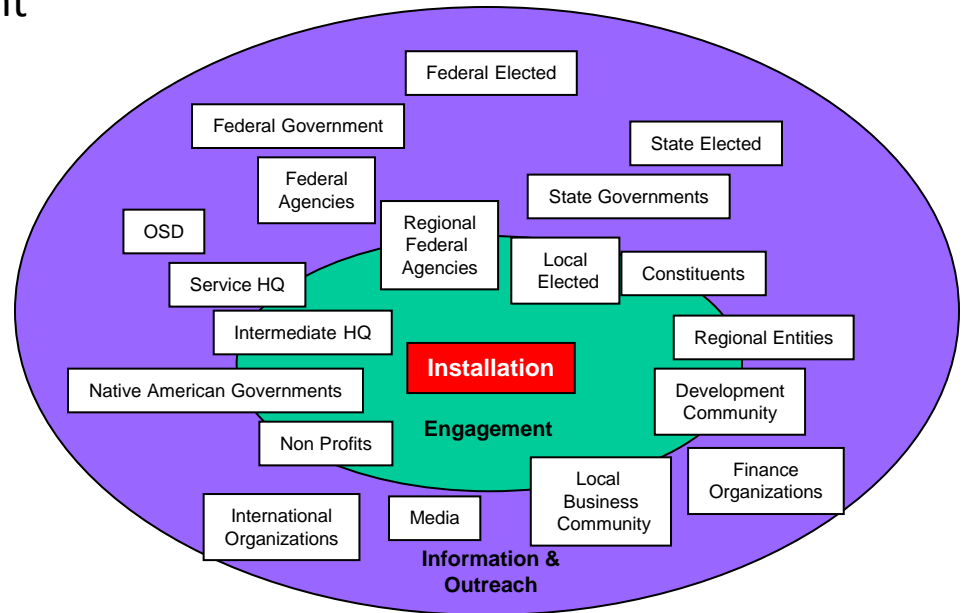 nt
Federal Elected
Federal Government
State Elected
Federal
Agencies
State Governments
OSD
Regional
Federal
Agencies
Local
Elected
Constituents
Service HQ
Intermediate HQ
Regional Entities
Installation
Native American Governments
Development
Community
Engagement
Non Profits
Local
Business
Community
Finance
Organizations
International
Organizations
Media
Information &
Outreach